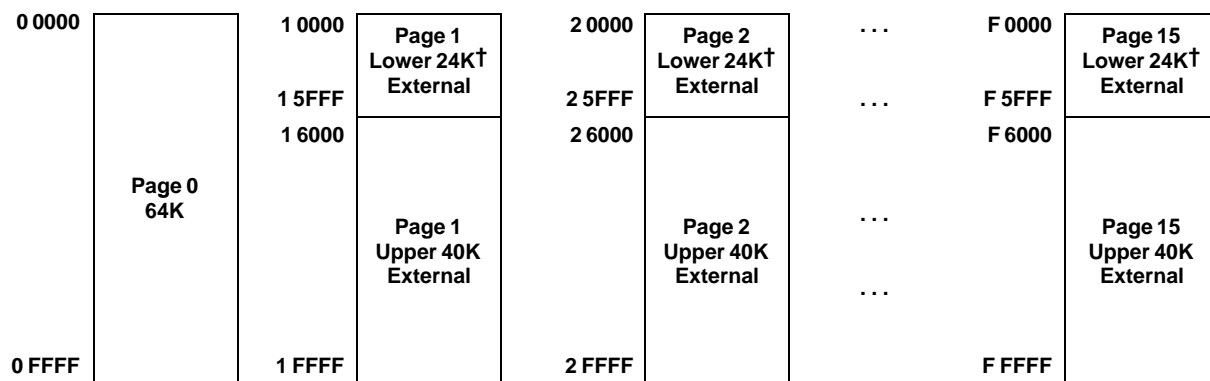 0 0000
1 0000
Page 1
Lower 24K†
External
2 0000
Page 2
Lower 24K†
External
. . .
F 0000
Page 15
Lower 24K†
External
1 5FFF
2 5FFF
. . .
F 5FFF
1 6000
2 6000
F 6000
Page 0
64K
Page 1
Upper 40K
External
Page 2
Upper 40K
External
. . .
. . .
Page 15
Upper 40K
External
0 FFFF
1 FFFF
2 FFFF
F FFFF